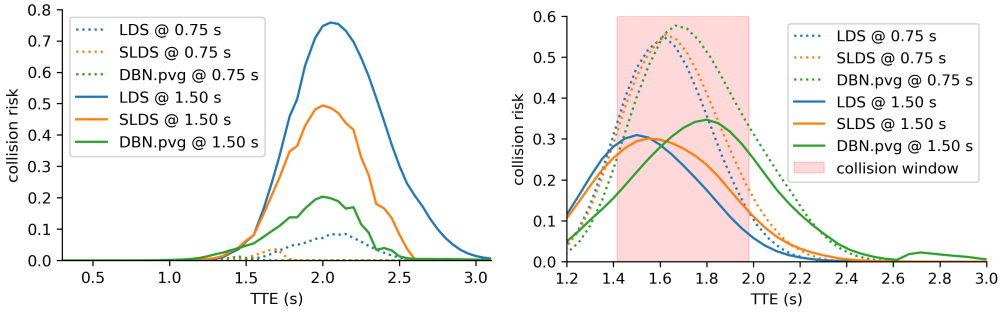 0.8
0.7
0.6
0.5
0.4
0.3
0.2
0.1
0.0
collision risk
LDS @ 0.75 s
SLDS @ 0.75 s
DBN.pvg @ 0.75 s
LDS @ 1.50 s
SLDS @ 1.50 s
DBN.pvg @ 1.50 s
0.5 1.0 1.5 2.0 2.5 3.0
TTE (s)
0.6
0.5
0.4
0.3
0.2
0.1
0.0
collision risk
LDS @ 0.75 s
SLDS @ 0.75 s
DBN.pvg @ 0.75 s
LDS @ 1.50 s
SLDS @ 1.50 s
DBN.pvg @ 1.50 s
collision window
1.2 1.4 1.6 1.8 2.0 2.2 2.4 2.6 2.8 3.0
TTE (s)